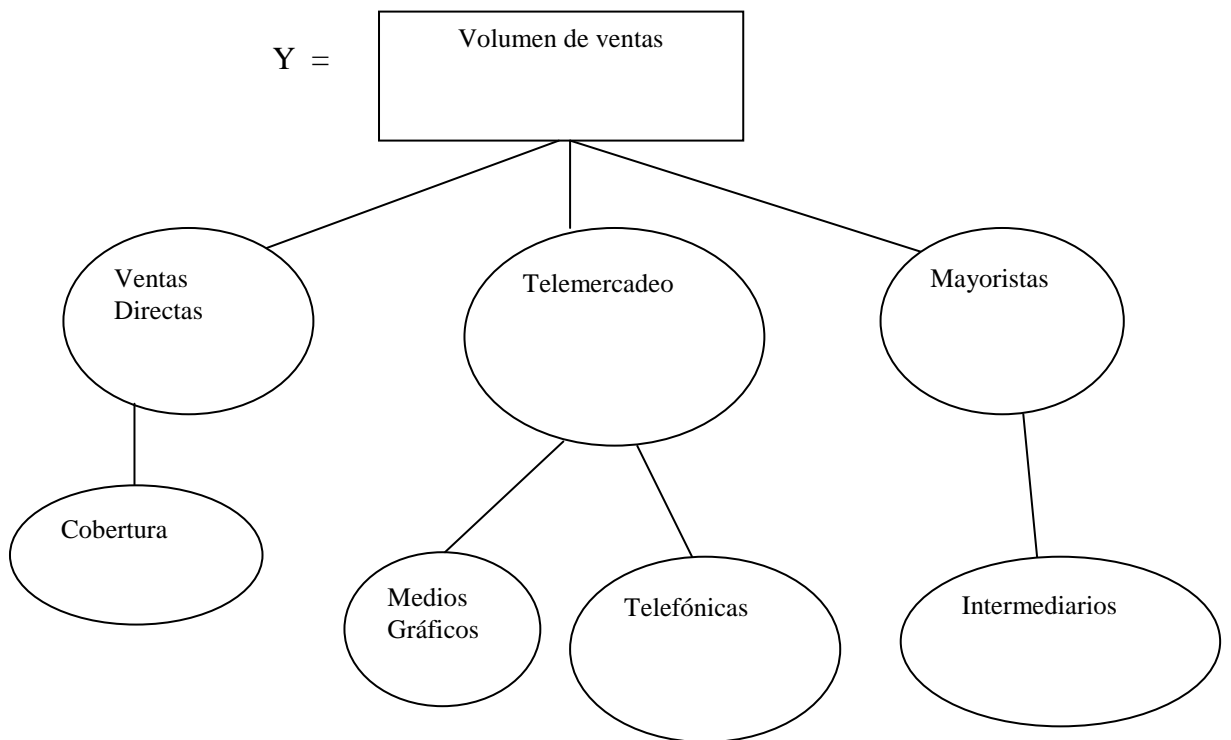 Volumen de ventas
Y =
Ventas
Directas
Telemercadeo
Mayoristas
Cobertura
Medios
Gráficos
Telefónicas
Intermediarios